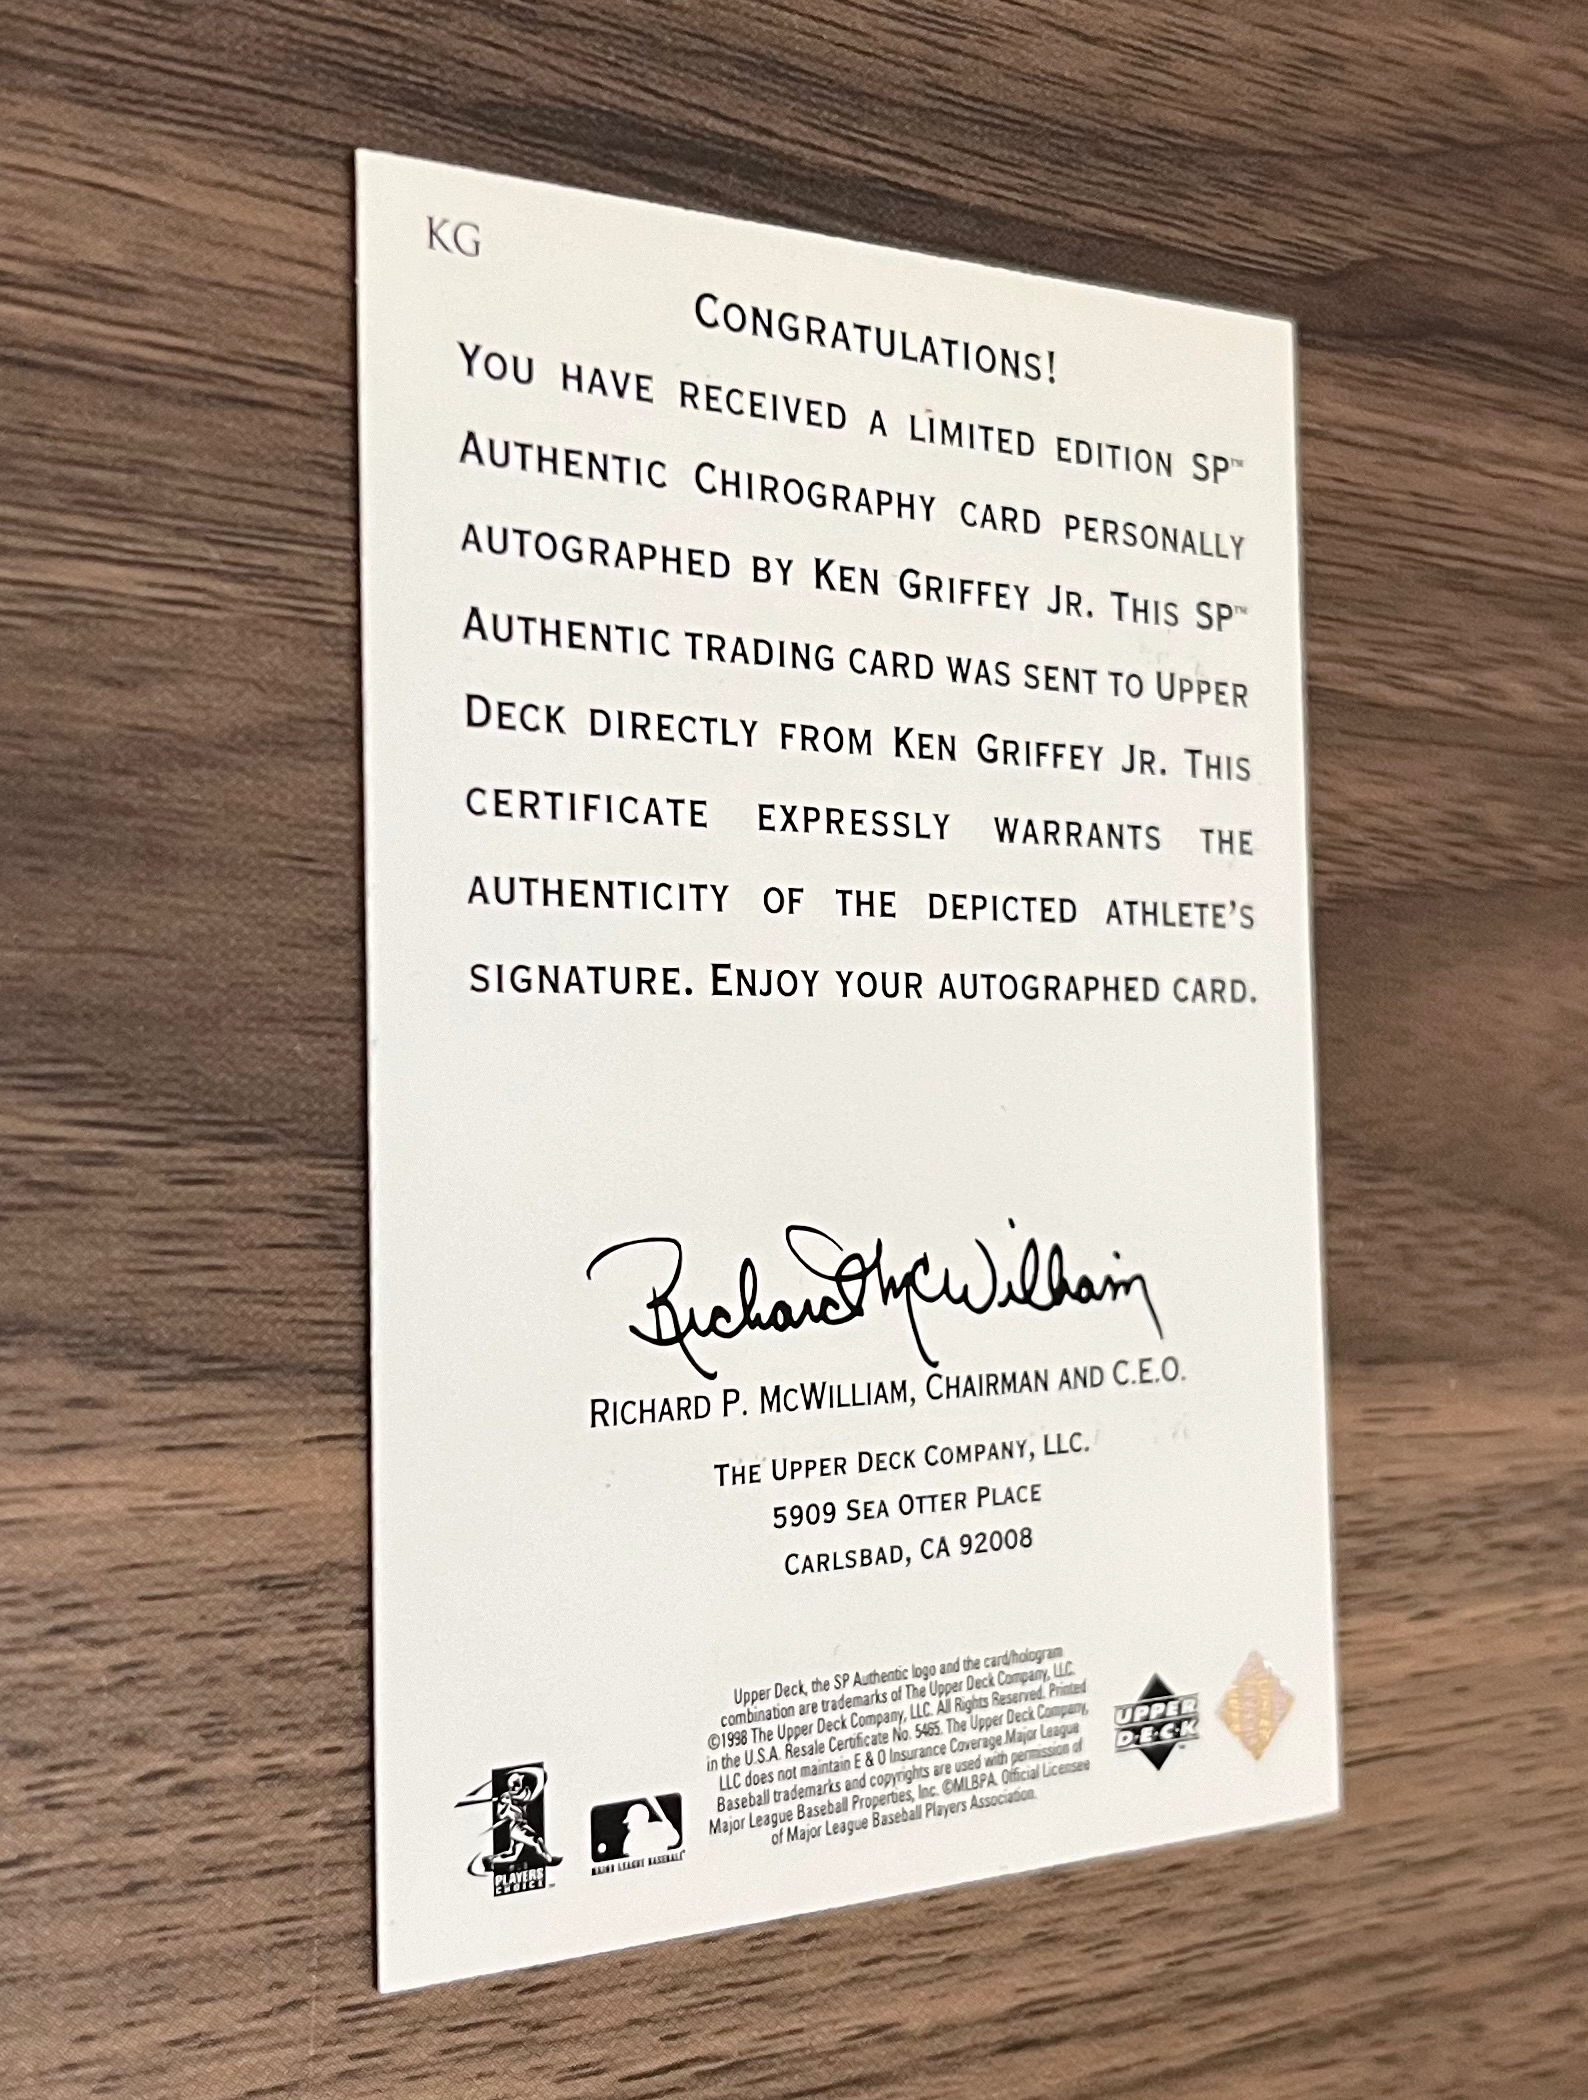 KG
CONGRATULATIONS!
YOU HAVE RECEIVED A LIMITED EDITION SP™
AUTHENTIC CHIROGRAPHY CARD PERSONALLY
AUTOGRAPHED BY KEN GRIFFEY JR. THIS SP™
AUTHENTIC TRADING CARD WAS SENT TO UPPER
DECK DIRECTLY FROM KEN GRIFFEY JR. THIS
CERTIFICATE EXPRESSLY WARRANTS THE
AUTHENTICITY OF THE DEPICTED ATHLETE'S
SIGNATURE. ENJOY YOUR AUTOGRAPHED CARD.
Richard McWilliam
RICHARD P. MCWILLIAM, CHAIRMAN AND C.E.O.
THE UPPER DECK COMPANY, LLC.
5909 SEA OTTER PLACE
CARLSBAD, CA 92008
Upper Deck, the SP Authentic logo and the card/hologram
combination are trademarks of The Upper Deck Company, LLC.
©1998 The Upper Deck Company, LLC. All Rights Reserved. Printed
in the U.S.A. Resale Certificate No. 5465. The Upper Deck Company,
LLC does not maintain E & O Insurance Coverage.Major League
Baseball trademarks and copyrights are used with permission of
Major League Baseball Properties, Inc. ©MLBPA. Official Licensee
of Major League Baseball Players Association.
UPPER
D·E·C·K
PLAYERS
CHOICE
MAJOR LEAGUE BASEBALL